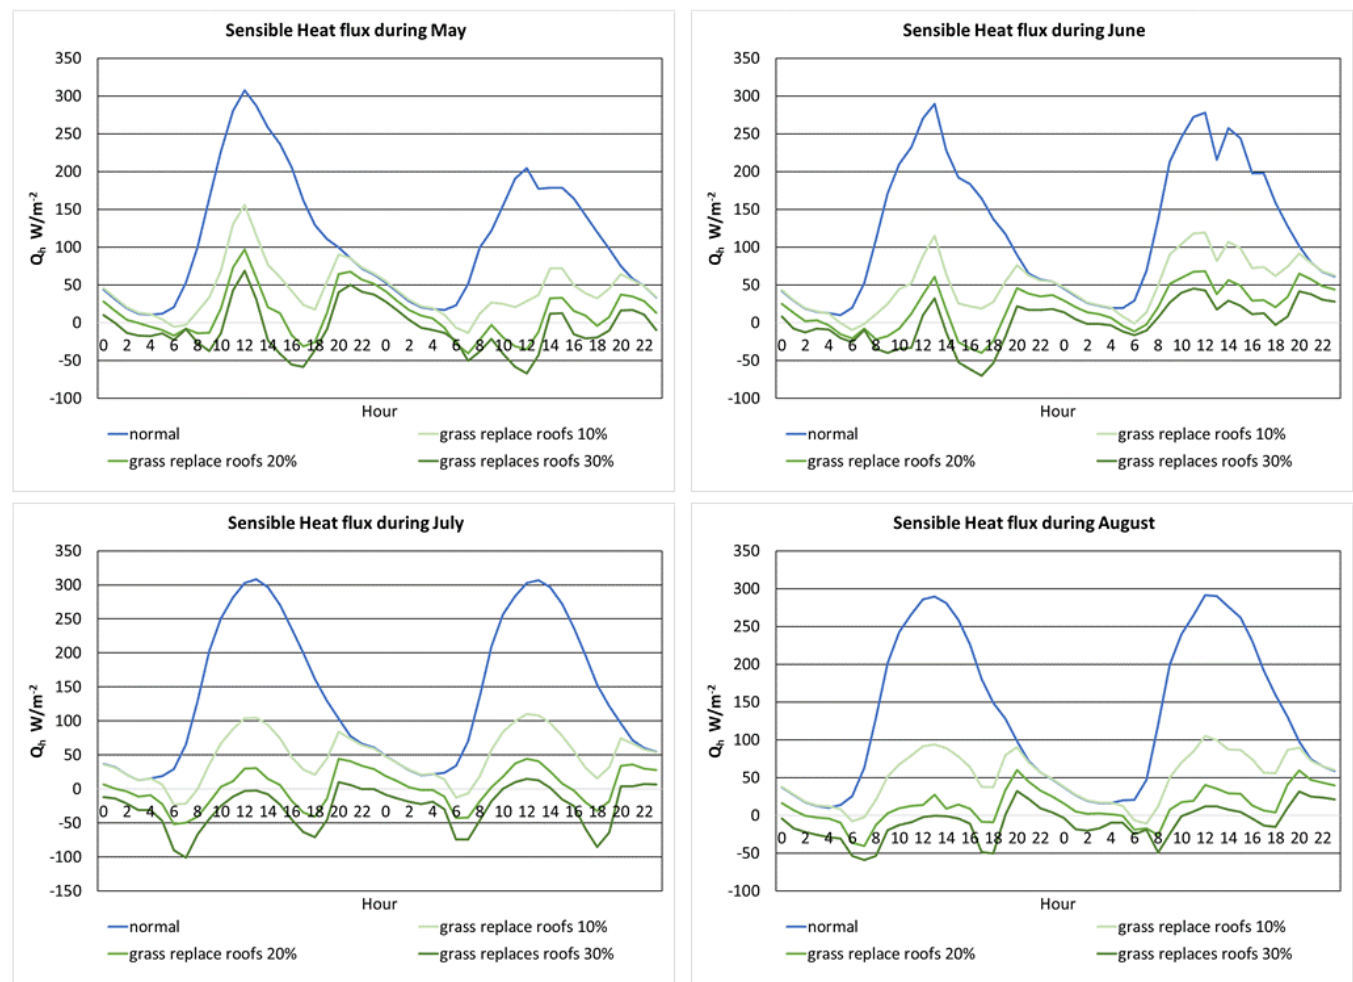 Sensible Heat flux during May
350
300
250
200
150
100
50
0
-50
-100
Qh W/m-2
0 2 4 6 8 10 12 14 16 18 20 22 0 2 4 6 8 10 12 14 16 18 20 22
Hour
normal
grass replace roofs 10%
grass replace roofs 20%
grass replaces roofs 30%
Sensible Heat flux during June
350
300
250
200
150
100
50
0
-50
-100
Qh W/m-2
0 2 4 6 8 10 12 14 16 18 20 22 0 2 4 6 8 10 12 14 16 18 20 22
Hour
normal
grass replace roofs 10%
grass replace roofs 20%
grass replaces roofs 30%
Sensible Heat flux during July
350
300
250
200
150
100
50
0
-50
-100
-150
Qh W/m-2
0 2 4 6 8 10 12 14 16 18 20 22 0 2 4 6 8 10 12 14 16 18 20 22
Hour
normal
grass replace roofs 10%
grass replace roofs 20%
grass replaces roofs 30%
Sensible Heat flux during August
350
300
250
200
150
100
50
0
-50
-100
Qh W/m-2
0 2 4 6 8 10 12 14 16 18 20 22 0 2 4 6 8 10 12 14 16 18 20 22
Hour
normal
grass replace roofs 10%
grass replace roofs 20%
grass replaces roofs 30%